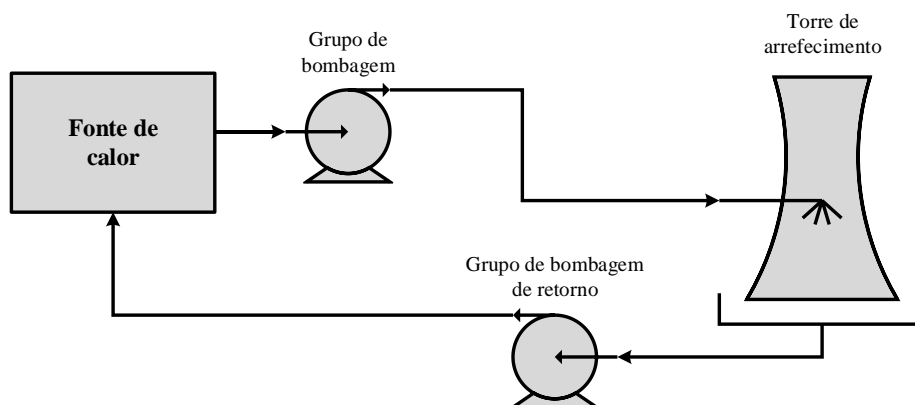 Grupo de
bombagem
Torre de
arrefecimento
Fonte de
calor
Grupo de bombagem
de retorno